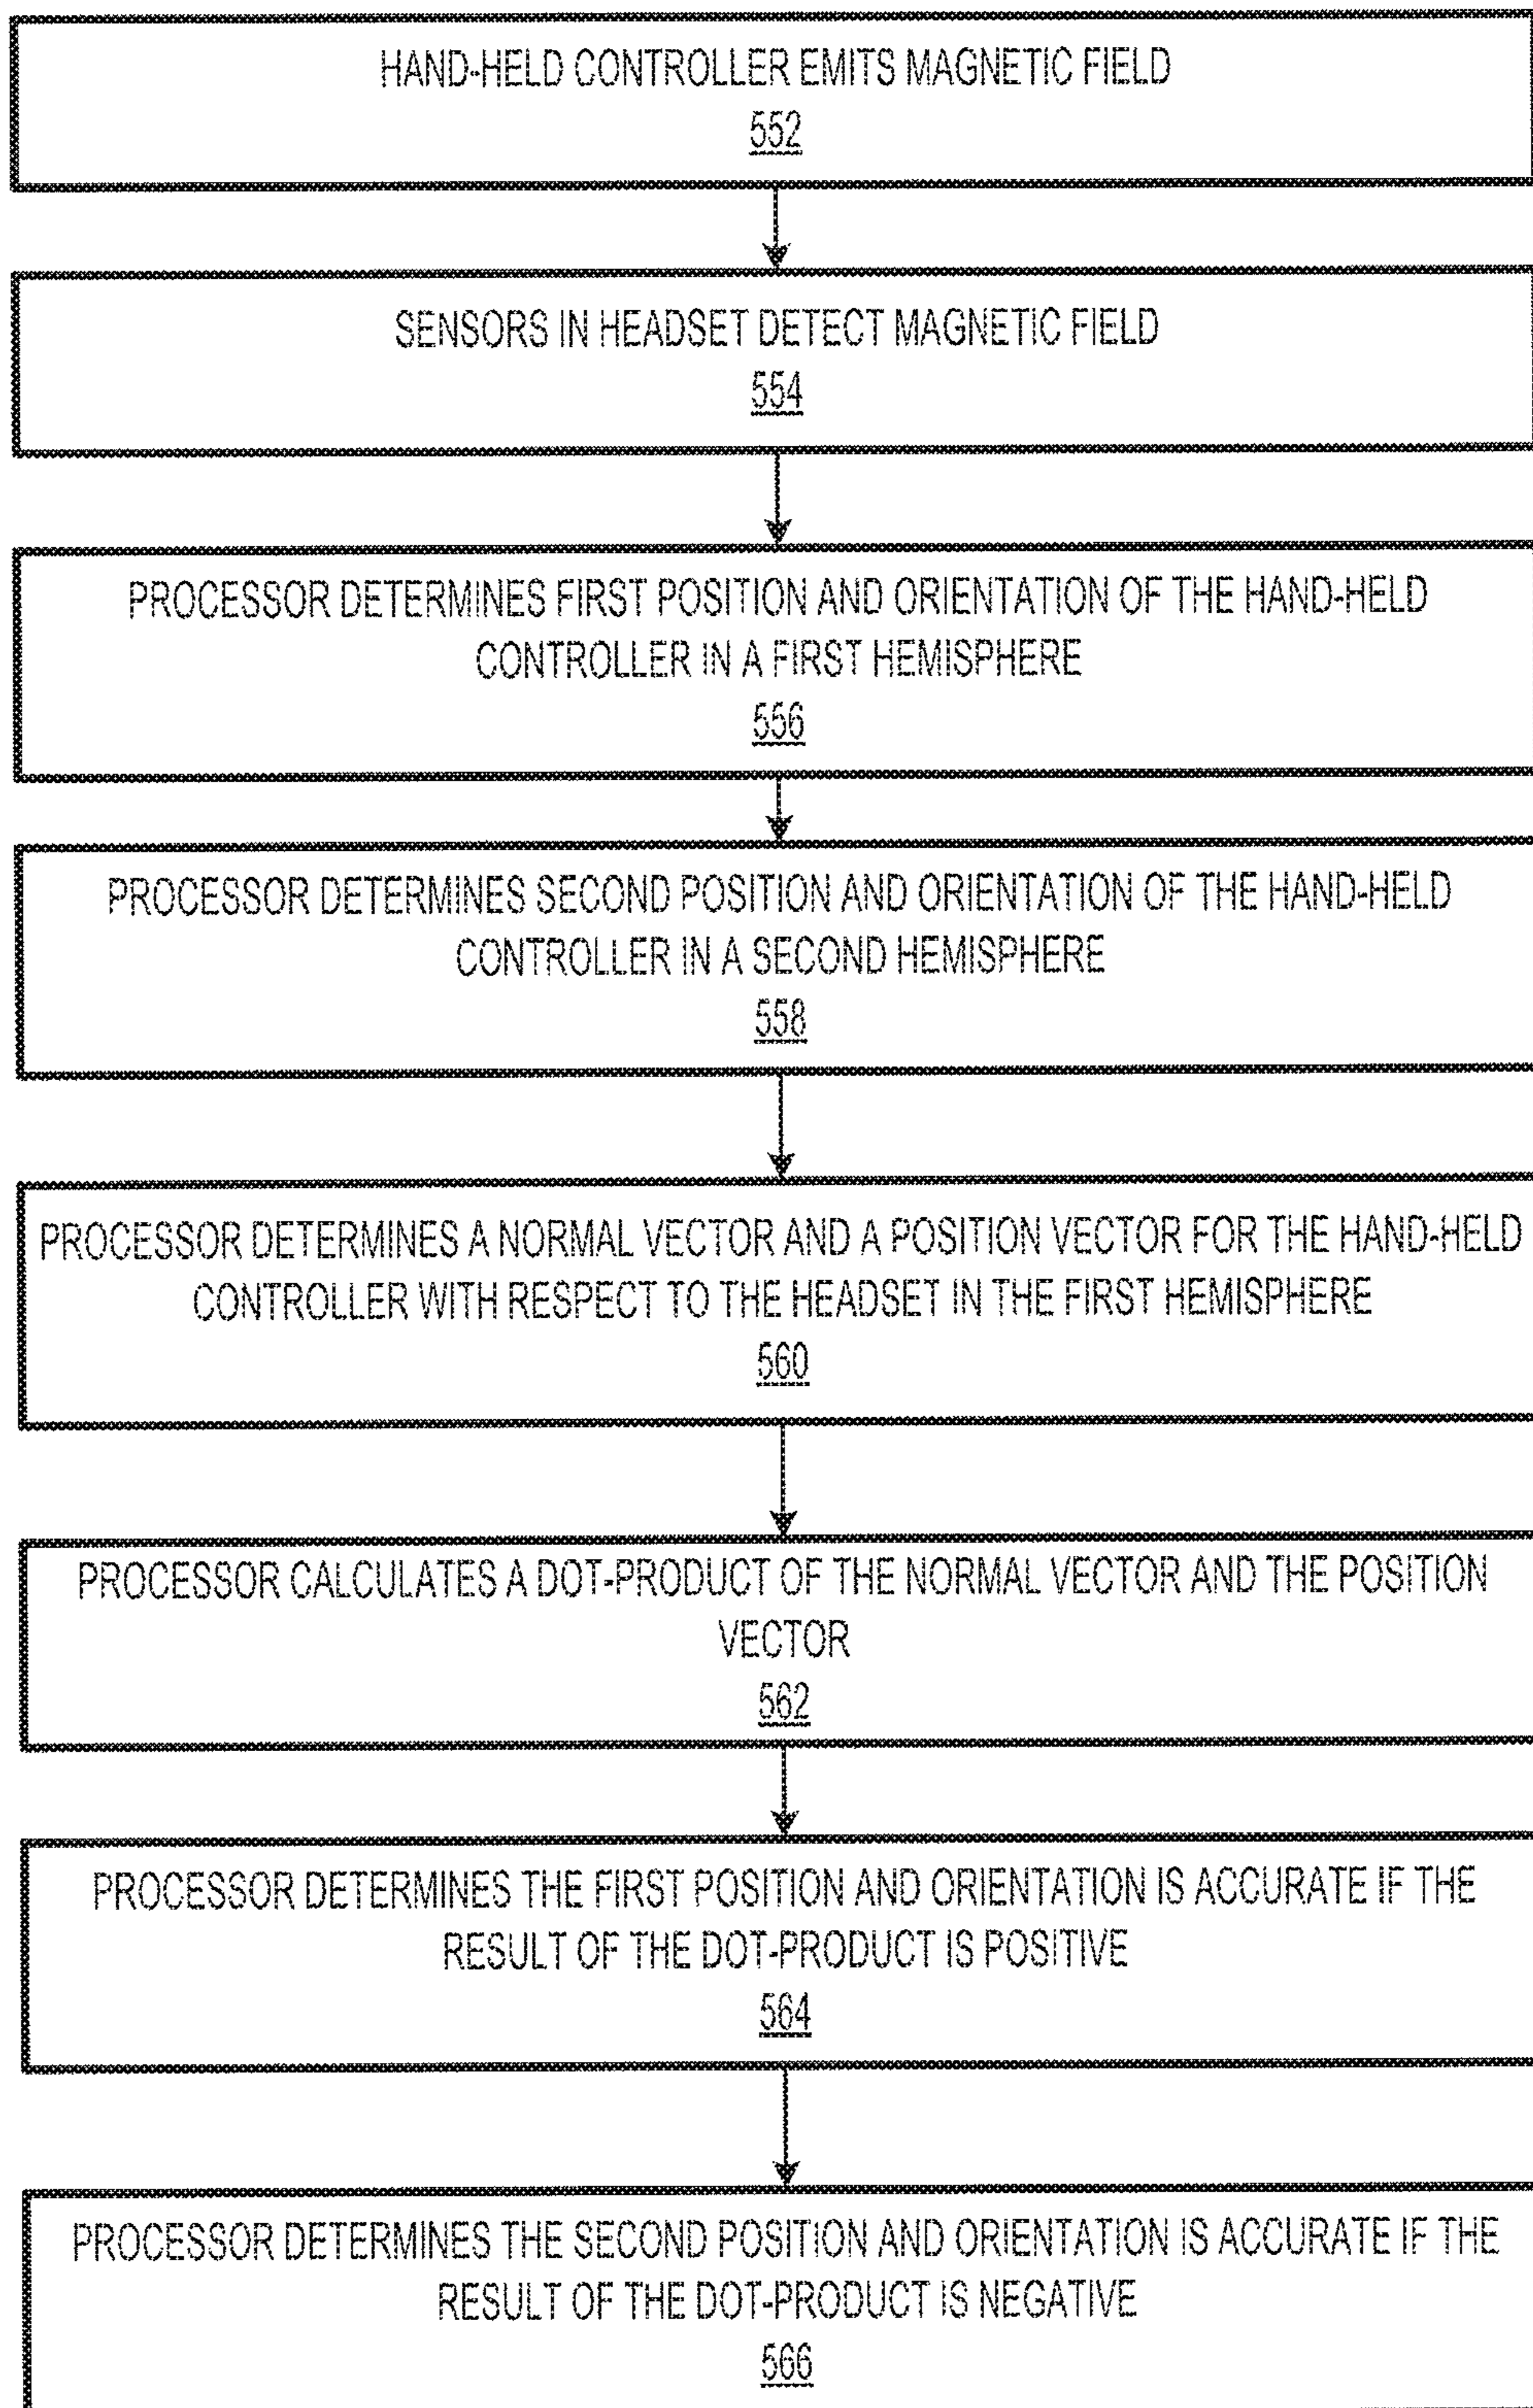 HAND-HELD CONTROLLER EMITS MAGNETIC FIELD
552
SENSORS IN HEADSET DETECT MAGNETIC FIELD
554
PROCESSOR DETERMINES FIRST POSITION AND ORIENTATION OF THE HAND-HELD
CONTROLLER IN A FIRST HEMISPHERE
556
PROCESSOR DETERMINES SECOND POSITION AND ORIENTATION OF THE HAND-HELD
CONTROLLER IN A SECOND HEMISPHERE
558
PROCESSOR DETERMINES A NORMAL VECTOR AND A POSITION VECTOR FOR THE HAND-HELD
CONTROLLER WITH RESPECT TO THE HEADSET IN THE FIRST HEMISPHERE
560
PROCESSOR CALCULATES A DOT-PRODUCT OF THE NORMAL VECTOR AND THE POSITION
VECTOR
562
PROCESSOR DETERMINES THE FIRST POSITION AND ORIENTATION IS ACCURATE IF THE
RESULT OF THE DOT-PRODUCT IS POSITIVE
564
PROCESSOR DETERMINES THE SECOND POSITION AND ORIENTATION IS ACCURATE IF THE
RESULT OF THE DOT-PRODUCT IS NEGATIVE
566